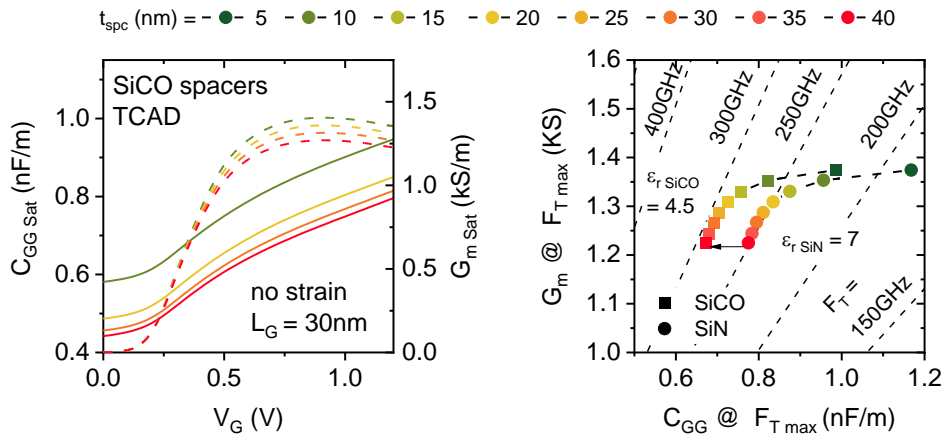 t_spc (nm) = 5 10 15 20 25 30 35 40
SiCO spacers
TCAD
no strain
L_G = 30nm
C_GG Sat (nF/m)
0.4 0.6 0.8 1.0
G_m Sat (kS/m)
0.0 0.5 1.0 1.5
0.0 0.5 1.0
V_G (V)
G_m @ F_T max (KS)
1.0 1.1 1.2 1.3 1.4 1.5 1.6
400GHz
300GHz
250GHz
200GHz
ε_r SiCO
= 4.5
ε_r SiN = 7
F_T =
150GHz
SiCO
SiN
0.6 0.8 1.0 1.2
C_GG @ F_T max (nF/m)